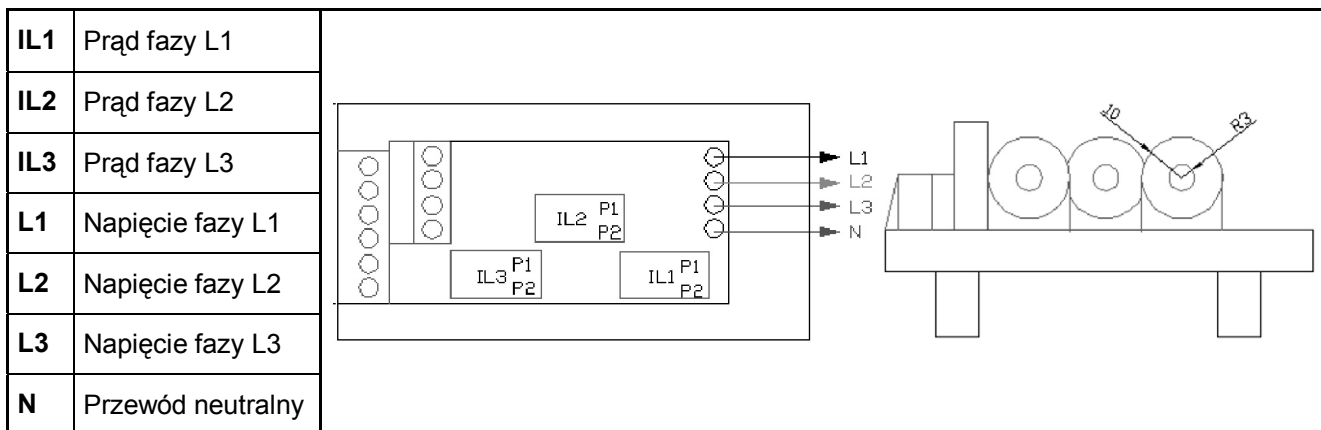 IL1 Prąd fazy L1
IL2 Prąd fazy L2
IL3 Prąd fazy L3
L1 Napięcie fazy L1
L2 Napięcie fazy L2
L3 Napięcie fazy L3
N Przewód neutralny
L1
L2
L3
N
IL2 P1
P2
IL3 P1
P2
IL1 P1
P2
10
R3